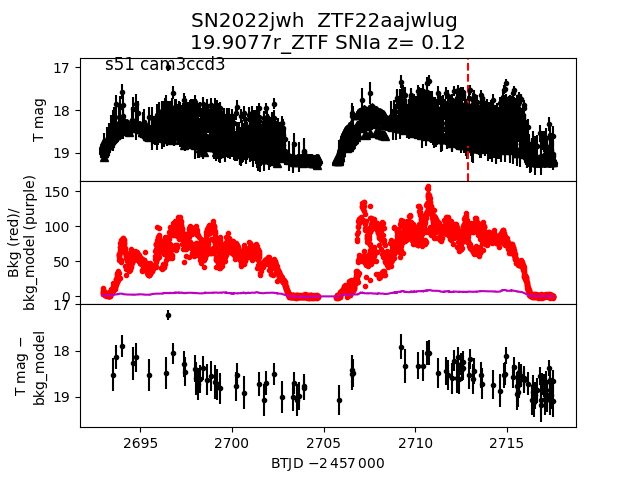 SN2022jwh  ZTF22aajwlug
19.9077r_ZTF SNIa z= 0.12
s51 cam3ccd3
17
18
19
T mag
150
100
50
0
Bkg (red)/
bkg_model (purple)
17
18
19
T mag −
bkg_model
2695 2700 2705 2710 2715
BTJD −2 457 000